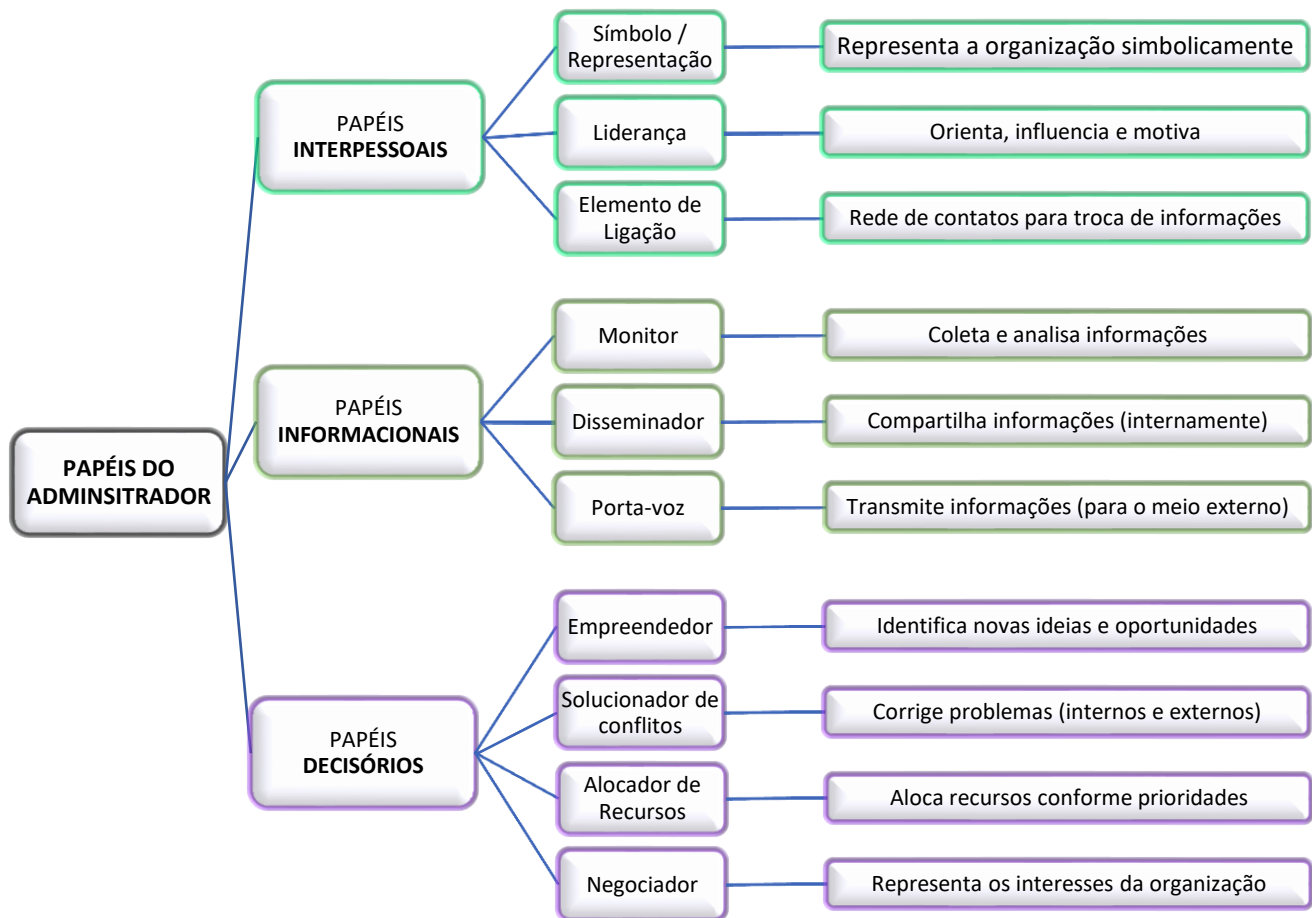 PAPÉIS DO
ADMINSITRADOR
PAPÉIS
INTERPESSOAIS
Símbolo /
Representação
Representa a organização simbolicamente
Liderança
Orienta, influencia e motiva
Elemento de
Ligação
Rede de contatos para troca de informações
PAPÉIS
INFORMACIONAIS
Monitor
Coleta e analisa informações
Disseminador
Compartilha informações (internamente)
Porta-voz
Transmite informações (para o meio externo)
PAPÉIS
DECISÓRIOS
Empreendedor
Identifica novas ideias e oportunidades
Solucionador de
conflitos
Corrige problemas (internos e externos)
Alocador de
Recursos
Aloca recursos conforme prioridades
Negociador
Representa os interesses da organização